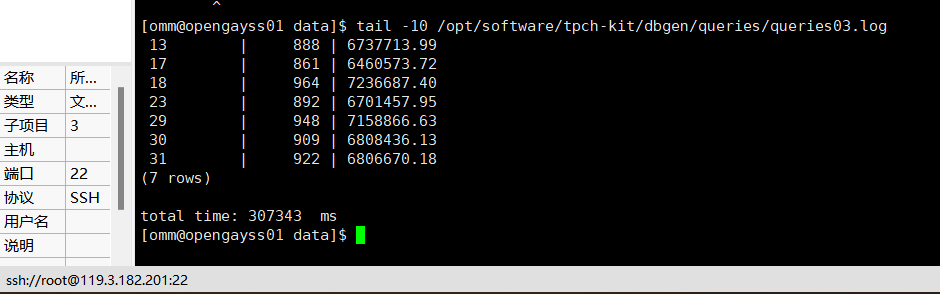 ^
[omm@opengayss01 data]$ tail -10 /opt/software/tpch-kit/dbgen/queries/queries03.log
13 | 888 | 6737713.99
17 | 861 | 6460573.72
18 | 964 | 7236687.40
23 | 892 | 6701457.95
29 | 948 | 7158866.63
30 | 909 | 6808436.13
31 | 922 | 6806670.18
(7 rows)
total time: 307343  ms
[omm@opengayss01 data]$
名称 所...
类型 文...
子项目 3
主机
端口 22
协议 SSH
用户名
说明
ssh://root@119.3.182.201:22